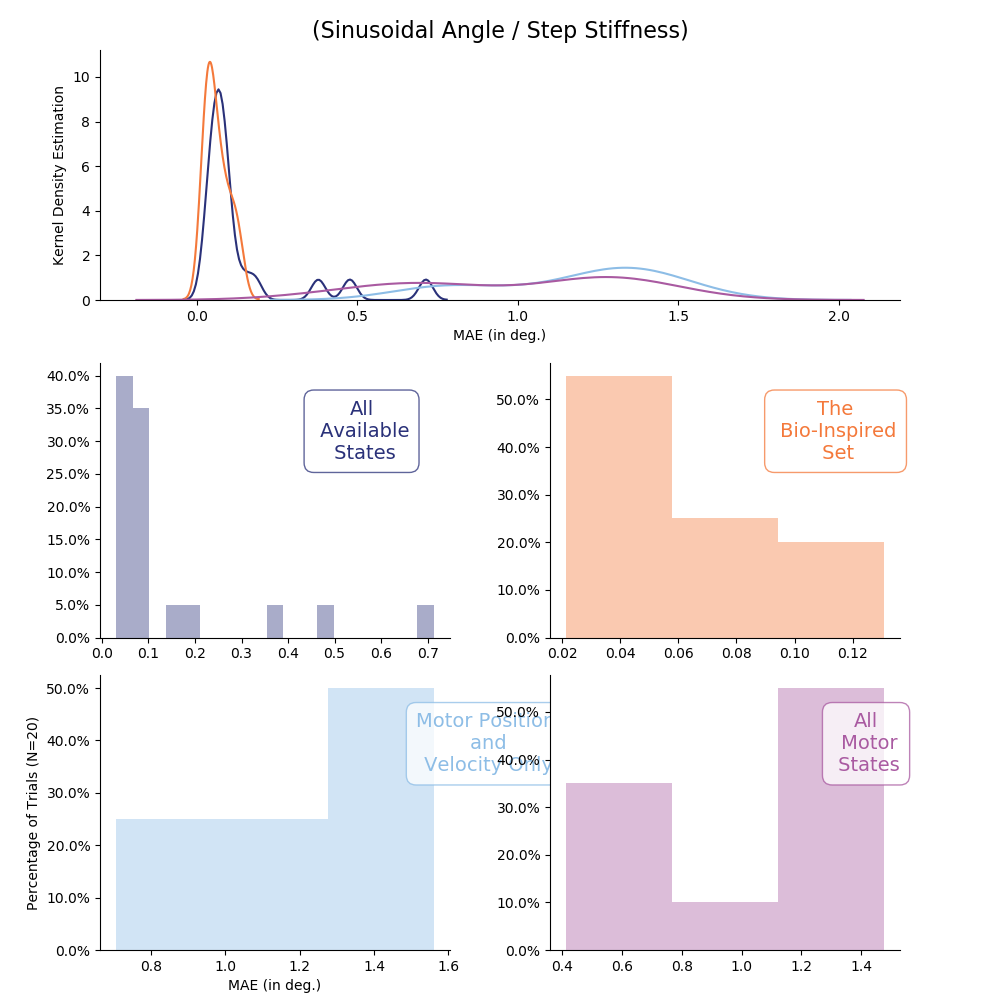 (Sinusoidal Angle / Step Stiffness)
Kernel Density Estimation
10
8
6
4
2
0
0.0 0.5 1.0 1.5 2.0
MAE (in deg.)
40.0%
35.0%
30.0%
25.0%
20.0%
15.0%
10.0%
5.0%
0.0%
All
Available
States
0.0 0.1 0.2 0.3 0.4 0.5 0.6 0.7
50.0%
40.0%
30.0%
20.0%
10.0%
0.0%
The
Bio-Inspired
Set
0.02 0.04 0.06 0.08 0.10 0.12
Percentage of Trials (N=20)
50.0%
40.0%
30.0%
20.0%
10.0%
0.0%
Motor Position
and
Velocity Only
0.8 1.0 1.2 1.4 1.6
MAE (in deg.)
50.0%
40.0%
30.0%
20.0%
10.0%
0.0%
All
Motor
States
0.4 0.6 0.8 1.0 1.2 1.4